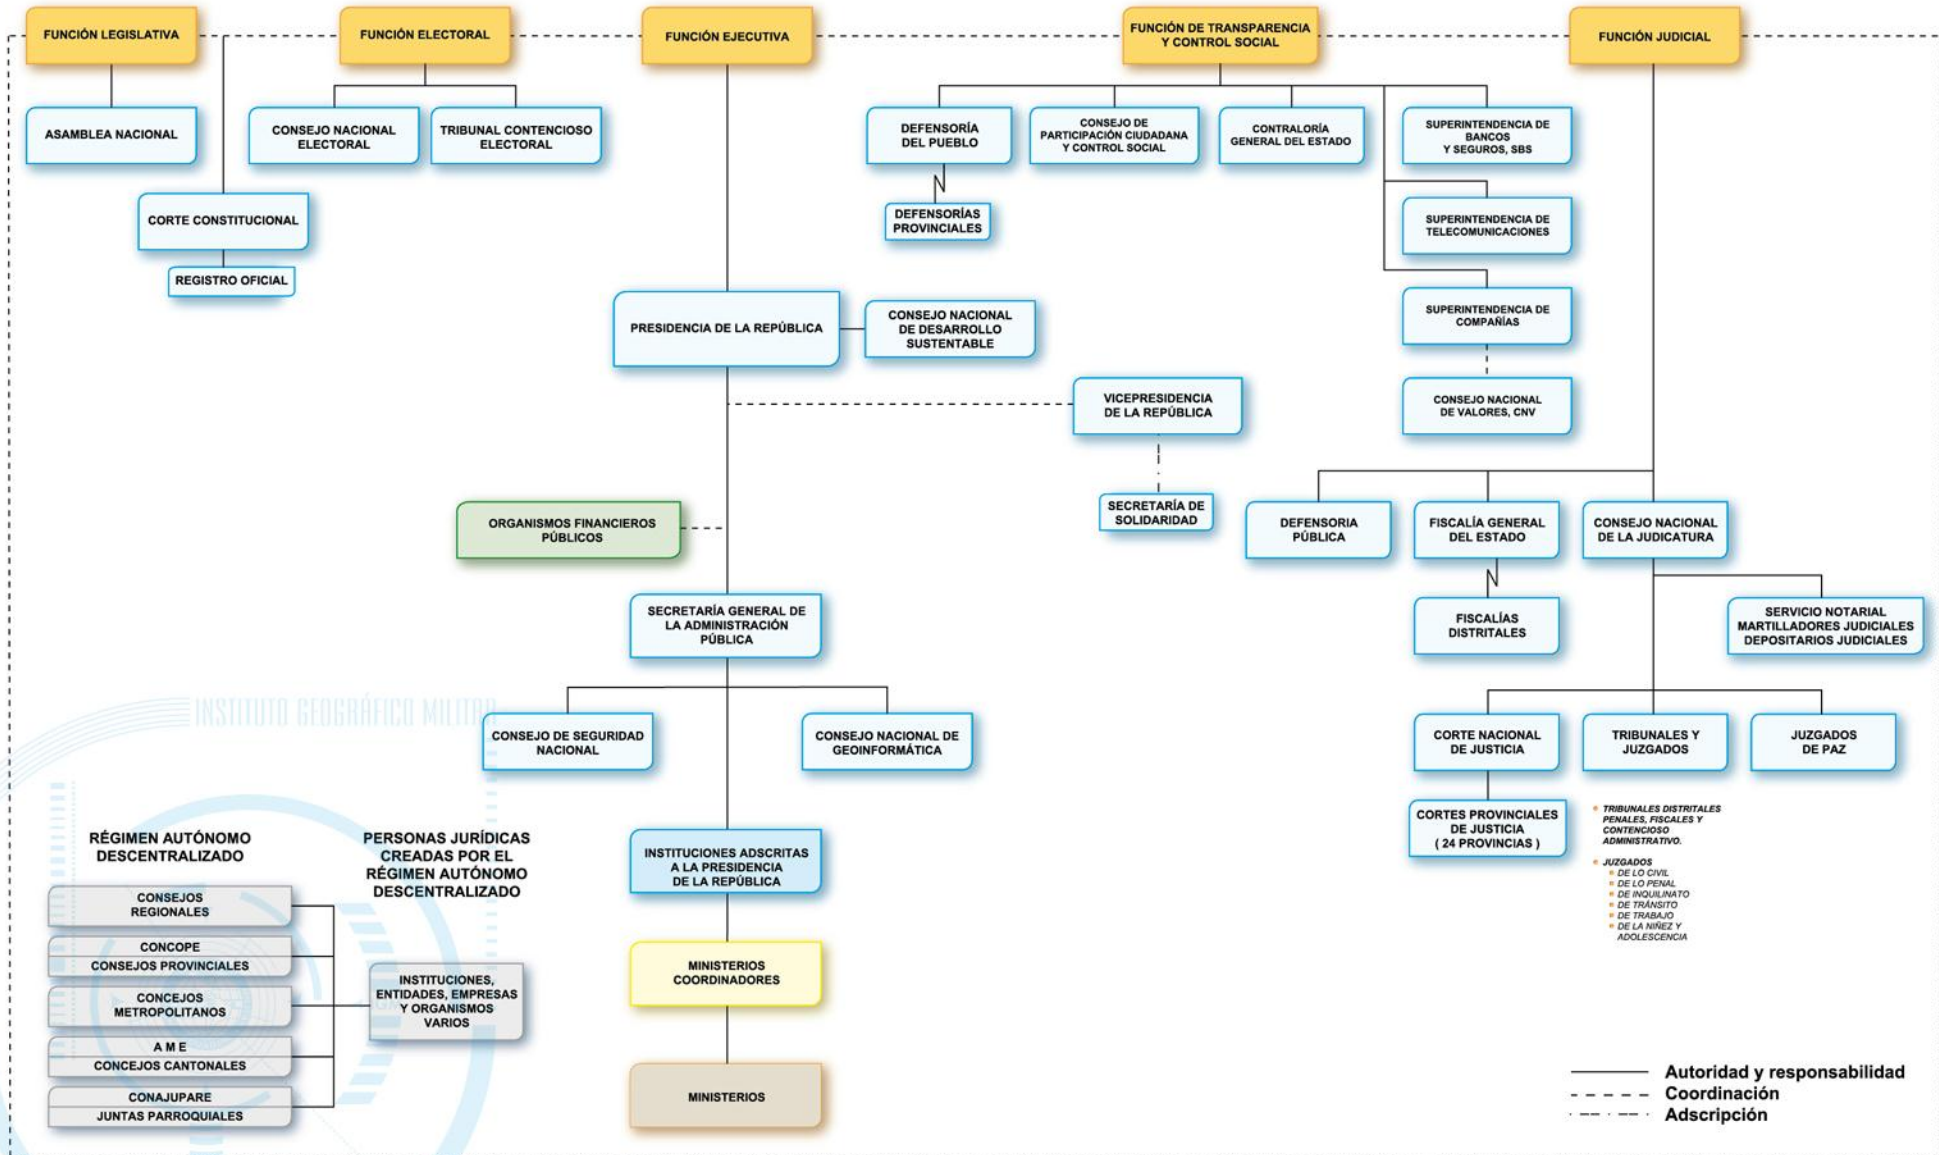 FUNCIÓN LEGISLATIVA
FUNCIÓN ELECTORAL
FUNCIÓN EJECUTIVA
FUNCIÓN DE TRANSPARENCIA
Y CONTROL SOCIAL
FUNCIÓN JUDICIAL
ASAMBLEA NACIONAL
CONSEJO NACIONAL
ELECTORAL
TRIBUNAL CONTENCIOSO
ELECTORAL
CORTE CONSTITUCIONAL
REGISTRO OFICIAL
DEFENSORÍA
DEL PUEBLO
CONSEJO DE
PARTICIPACIÓN CIUDADANA
Y CONTROL SOCIAL
CONTRALORÍA
GENERAL DEL ESTADO
SUPERINTENDENCIA DE
BANCOS
Y SEGUROS, SBS
DEFENSORÍAS
PROVINCIALES
SUPERINTENDENCIA DE
TELECOMUNICACIONES
SUPERINTENDENCIA DE
COMPAÑÍAS
CONSEJO NACIONAL
DE VALORES, CNV
PRESIDENCIA DE LA REPÚBLICA
CONSEJO NACIONAL
DE DESARROLLO
SUSTENTABLE
VICEPRESIDENCIA
DE LA REPÚBLICA
SECRETARÍA DE
SOLIDARIDAD
ORGANISMOS FINANCIEROS
PÚBLICOS
DEFENSORIA
PÚBLICA
FISCALÍA GENERAL
DEL ESTADO
CONSEJO NACIONAL
DE LA JUDICATURA
FISCALÍAS
DISTRITALES
SERVICIO NOTARIAL
MARTILLADORES JUDICIALES
DEPOSITARIOS JUDICIALES
SECRETARÍA GENERAL DE
LA ADMINISTRACIÓN
PÚBLICA
INSTITUTO GEOGRÁFICO MILITAR
CONSEJO DE SEGURIDAD
NACIONAL
CONSEJO NACIONAL DE
GEOINFORMÁTICA
CORTE NACIONAL
DE JUSTICIA
TRIBUNALES Y
JUZGADOS
JUZGADOS
DE PAZ
CORTES PROVINCIALES
DE JUSTICIA
( 24 PROVINCIAS )
TRIBUNALES DISTRITALES
PENALES, FISCALES Y
CONTENCIOSO
ADMINISTRATIVO.
JUZGADOS
DE LO CIVIL
DE LO PENAL
DE INQUILINATO
DE TRÁNSITO
DE TRABAJO
DE LA NIÑEZ Y
ADOLESCENCIA
RÉGIMEN AUTÓNOMO
DESCENTRALIZADO
PERSONAS JURÍDICAS
CREADAS POR EL
RÉGIMEN AUTÓNOMO
DESCENTRALIZADO
CONSEJOS
REGIONALES
CONCOPE
CONSEJOS PROVINCIALES
CONCEJOS
METROPOLITANOS
A M E
CONCEJOS CANTONALES
CONAJUPARE
JUNTAS PARROQUIALES
INSTITUCIONES,
ENTIDADES, EMPRESAS
Y ORGANISMOS
VARIOS
INSTITUCIONES ADSCRITAS
A LA PRESIDENCIA
DE LA REPÚBLICA
MINISTERIOS
COORDINADORES
MINISTERIOS
Autoridad y responsabilidad
Coordinación
Adscripción